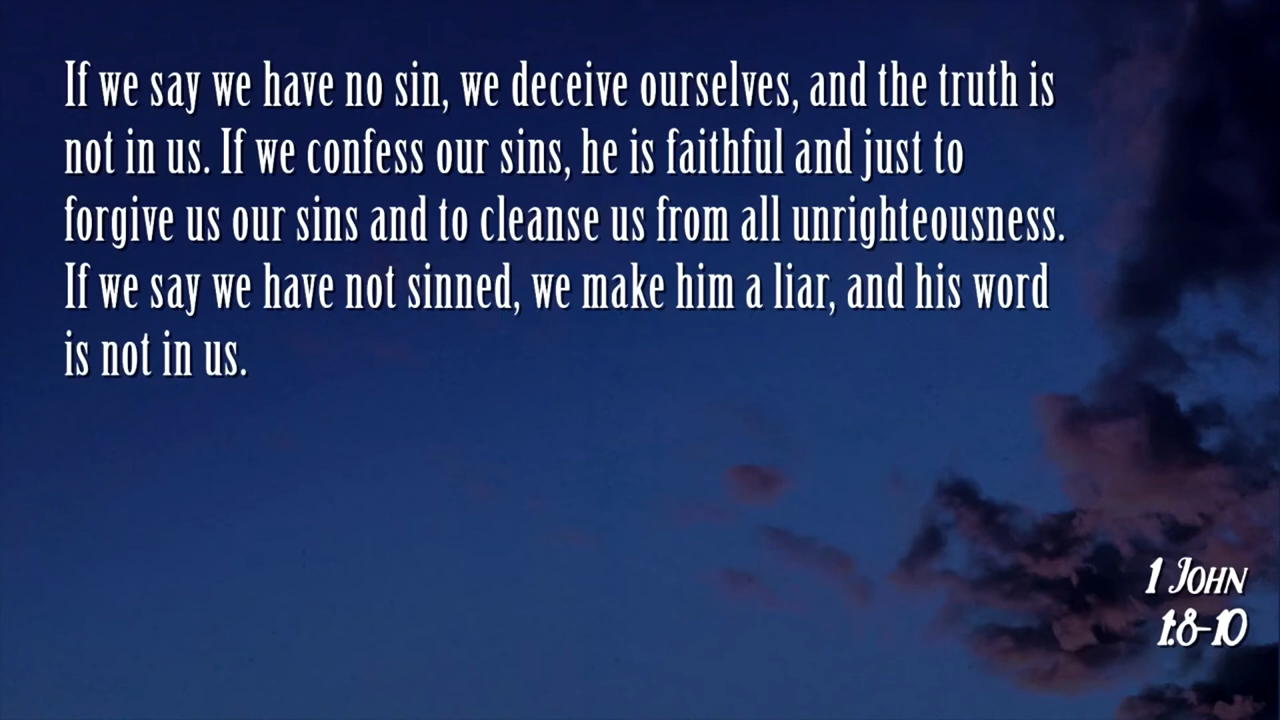 If we say we have no sin, we deceive ourselves, and the truth is
not in us. If we confess our sins, he is faithful and just to
forgive us our sins and to cleanse us from all unrighteousness.
If we say we have not sinned, we make him a liar, and his word
is not in us.
1 John
1:8-10